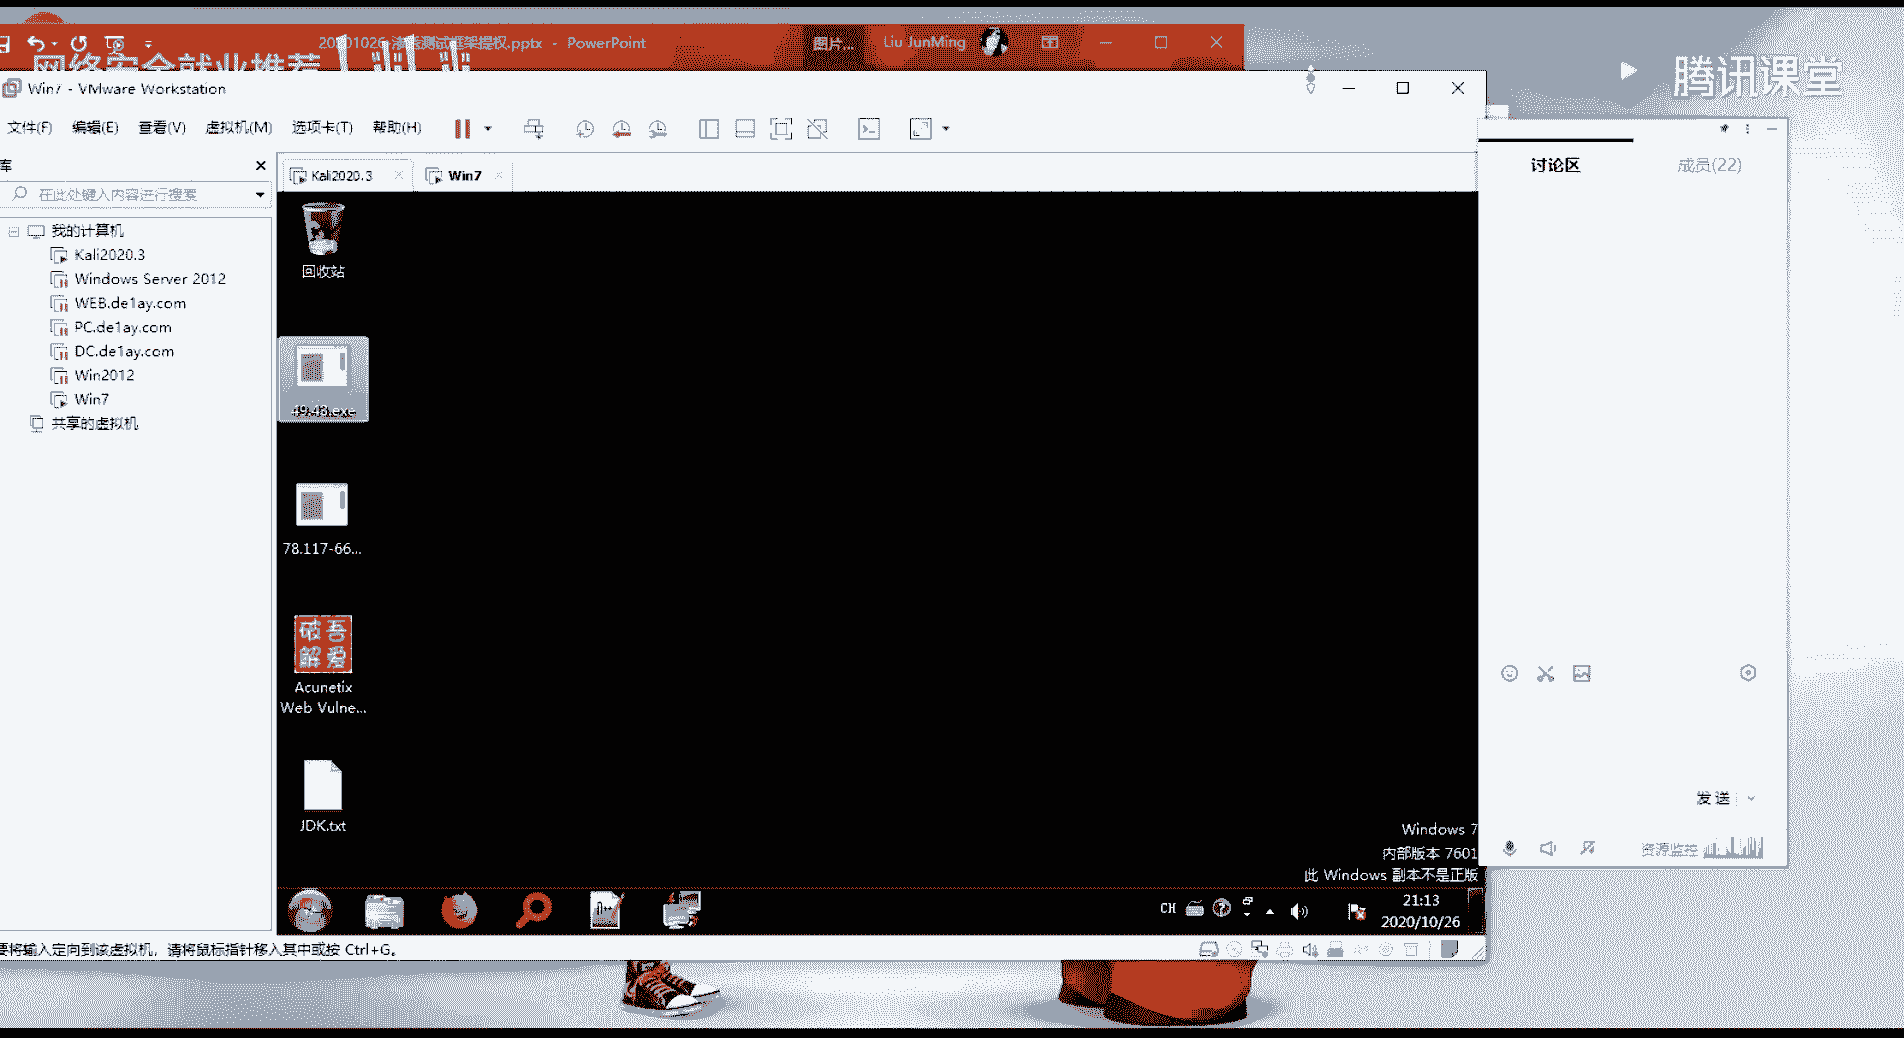 测试框架提权.pptx - PowerPoint
图片...
Liu JunMing
网络安全就业推荐
腾讯课堂
Win7 - VMware Workstation
文件(F) 编辑(E) 查看(V) 虚拟机(M) 选项卡(T) 帮助(H)
库
在此处键入内容进行搜索
我的计算机
Kali2020.3
Windows Server 2012
WEB.de1ay.com
PC.de1ay.com
DC.de1ay.com
Win2012
Win7
共享的虚拟机
Kali2020.3
Win7
回收站
49.48.exe
78.117-66...
破吾
解爱
Acunetix
Web Vulne...
JDK.txt
Windows 7
内部版本 7601
此 Windows 副本不是正版
CH
21:13
2020/10/26
要将输入定向到该虚拟机，请将鼠标指针移入其中或按 Ctrl+G。
讨论区
成员(22)
发送
资源监控